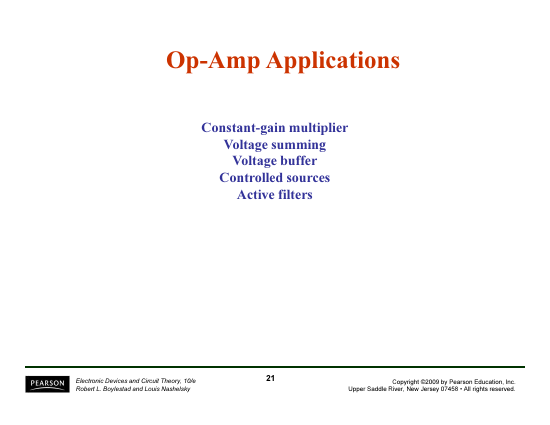 Op-Amp Applications
Constant-gain multiplier
Voltage summing
Voltage buffer
Controlled sources
Active filters
PEARSON
Electronic Devices and Circuit Theory, 10/e
Robert L. Boylestad and Louis Nashelsky
21
Copyright ©2009 by Pearson Education, Inc.
Upper Saddle River, New Jersey 07458 • All rights reserved.